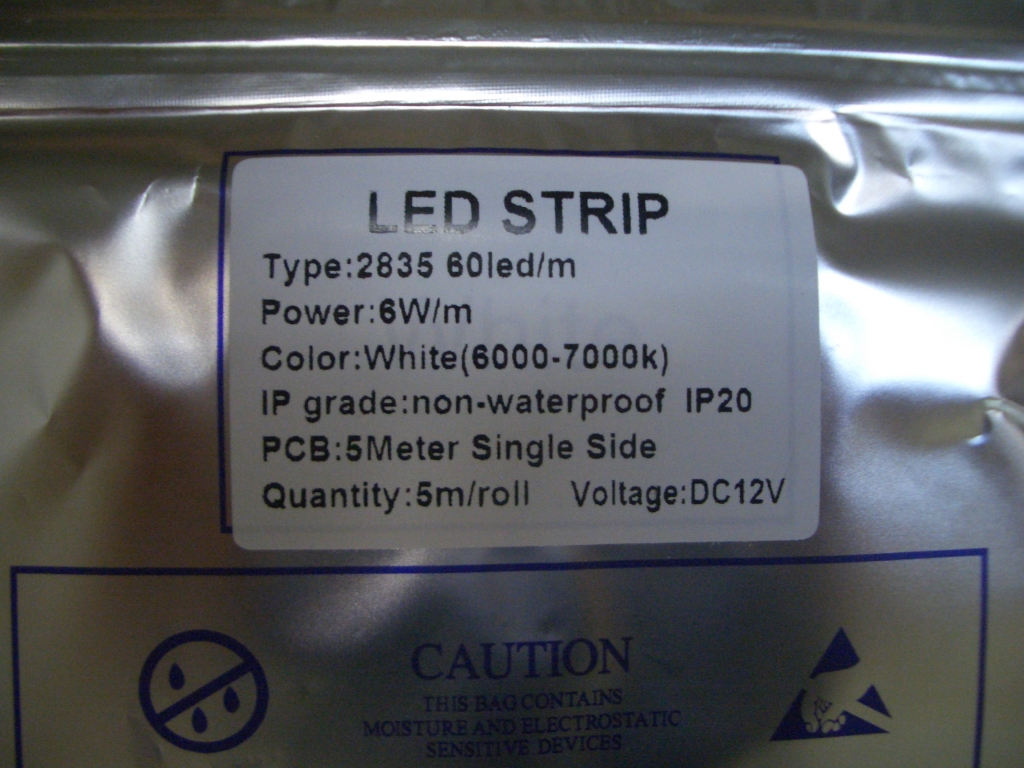 LED STRIP
Type:2835 60led/m
Power:6W/m
Color:White(6000-7000k)
IP grade:non-waterproof IP20
PCB:5Meter Single Side
Quantity:5m/roll Voltage:DC12V
CAUTION
THIS BAG CONTAINS
MOISTURE AND ELECTROSTATIC
SENSITIVE DEVICES